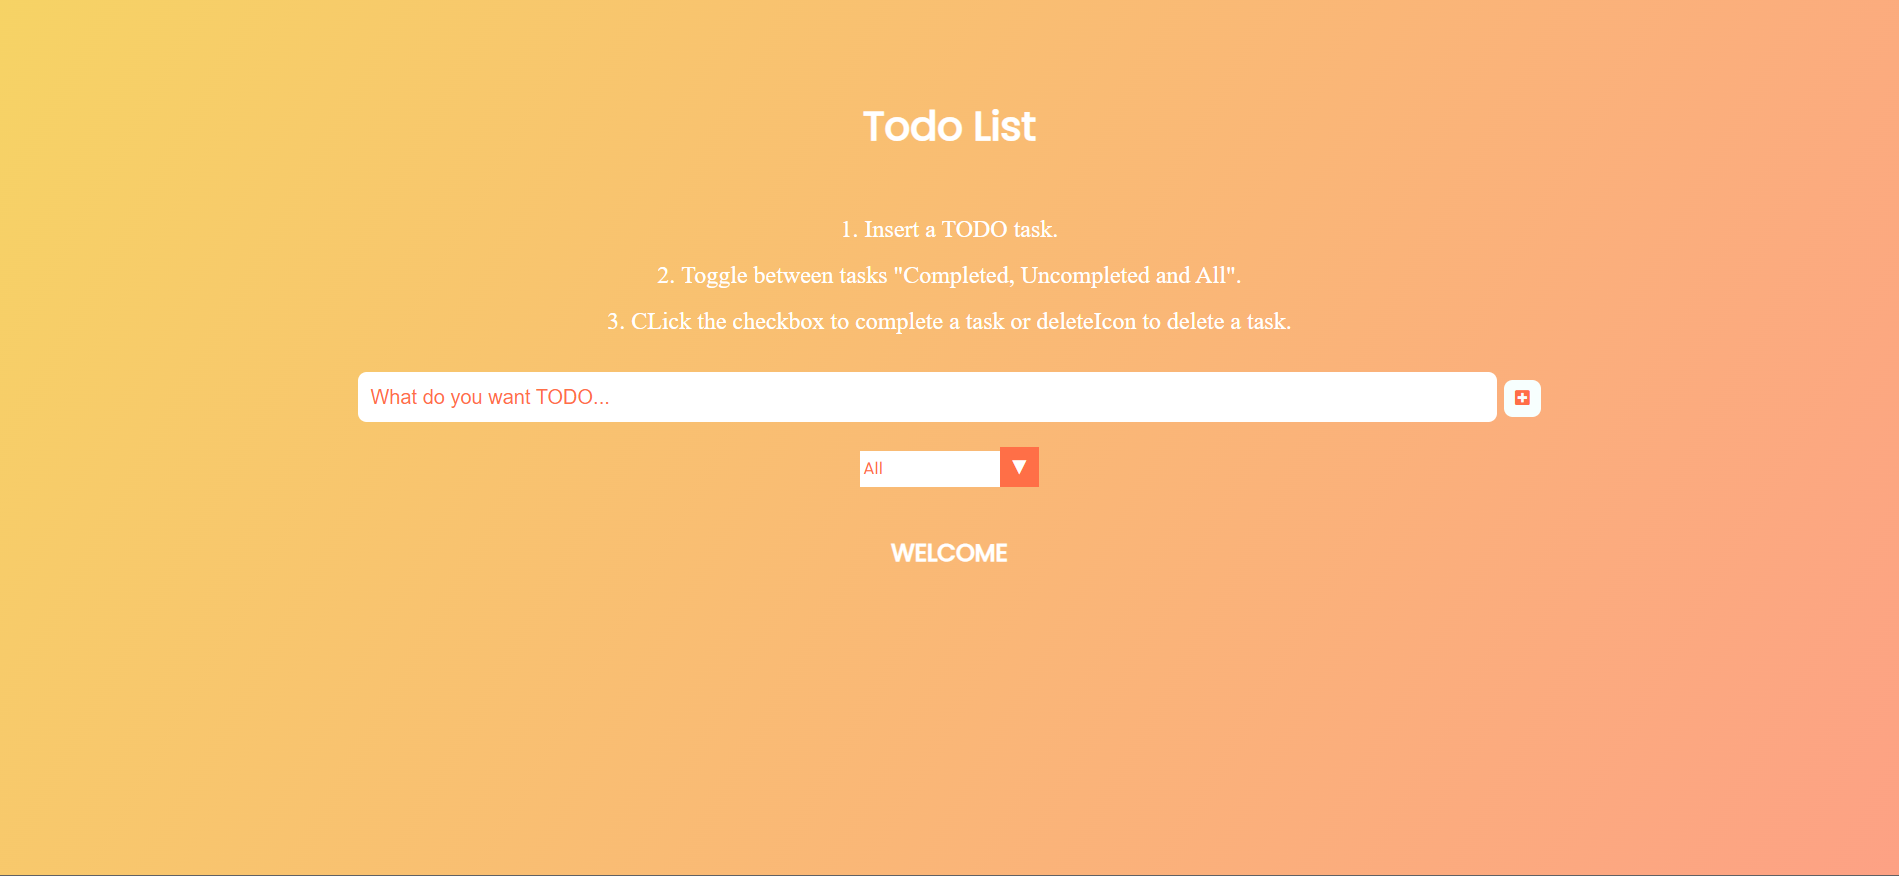 Todo List
1. Insert a TODO task.
2. Toggle between tasks "Completed, Uncompleted and All".
3. CLick the checkbox to complete a task or deleteIcon to delete a task.
What do you want TODO...
All
WELCOME